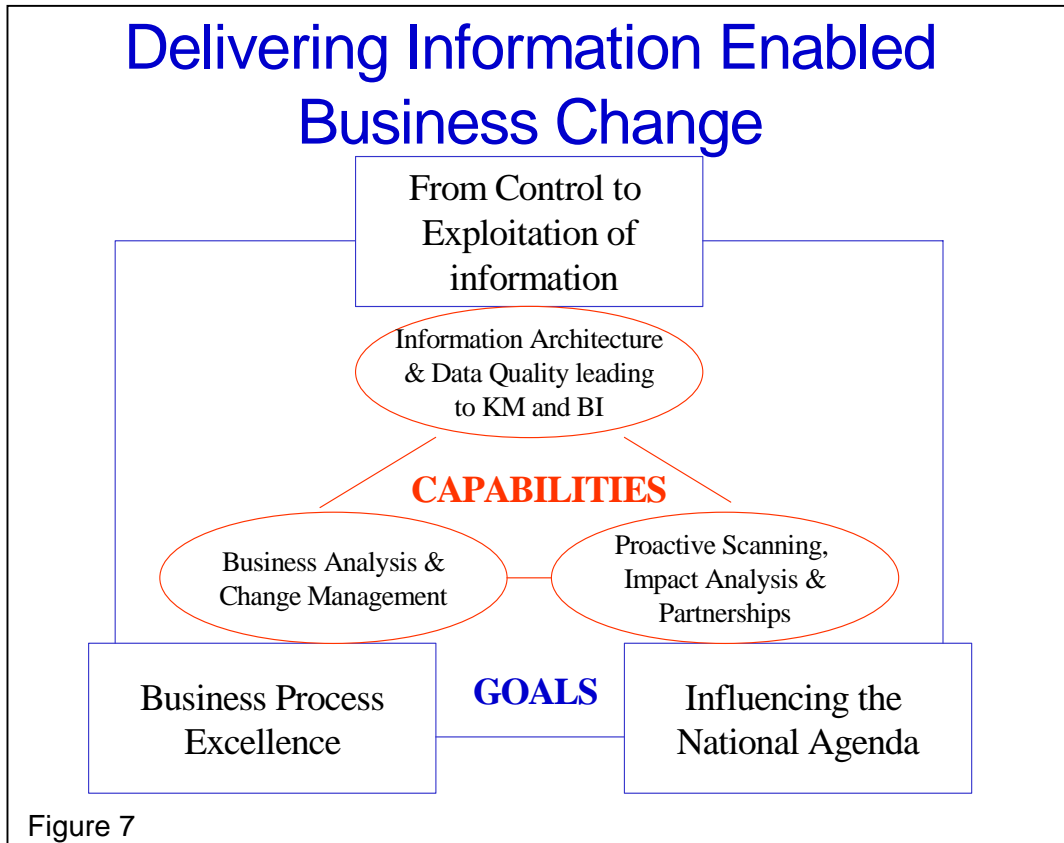 Delivering Information Enabled
Business Change
From Control to
Exploitation of
information
Information Architecture
& Data Quality leading
to KM and BI
CAPABILITIES
Business Analysis &
Change Management
Proactive Scanning,
Impact Analysis &
Partnerships
Business Process
Excellence
GOALS
Influencing the
National Agenda
Figure 7